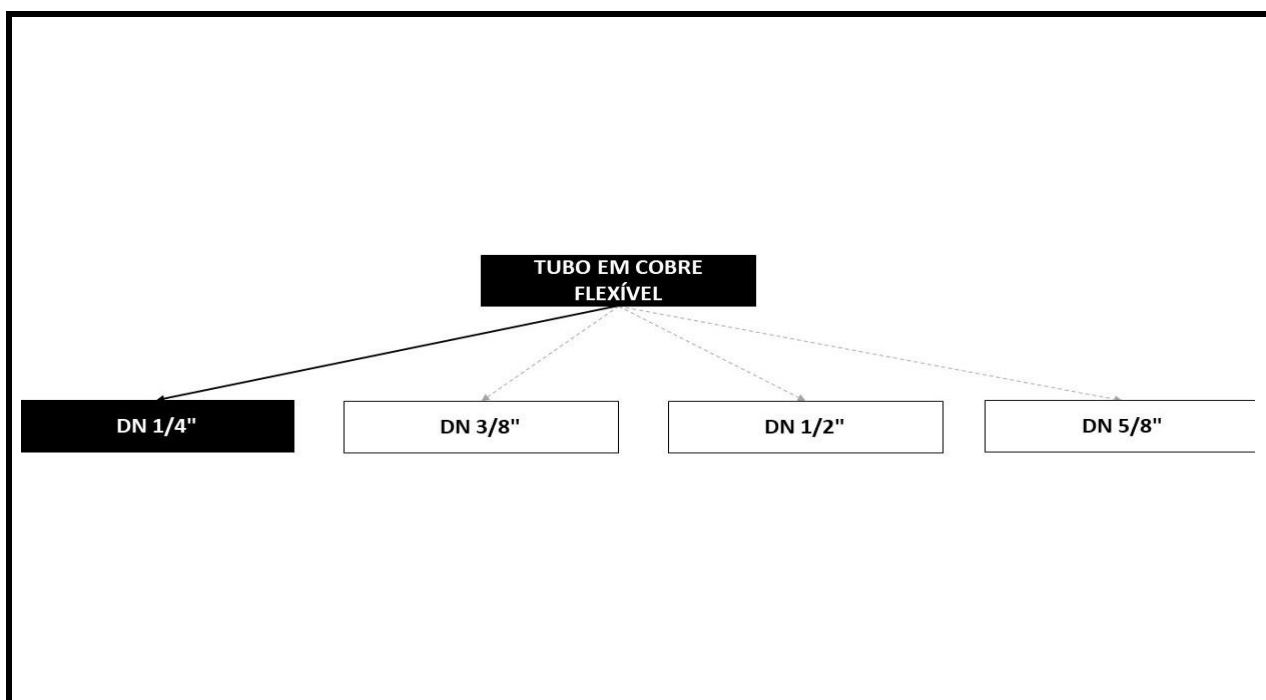 TUBO EM COBRE
FLEXÍVEL
DN 1/4"
DN 3/8"
DN 1/2"
DN 5/8"